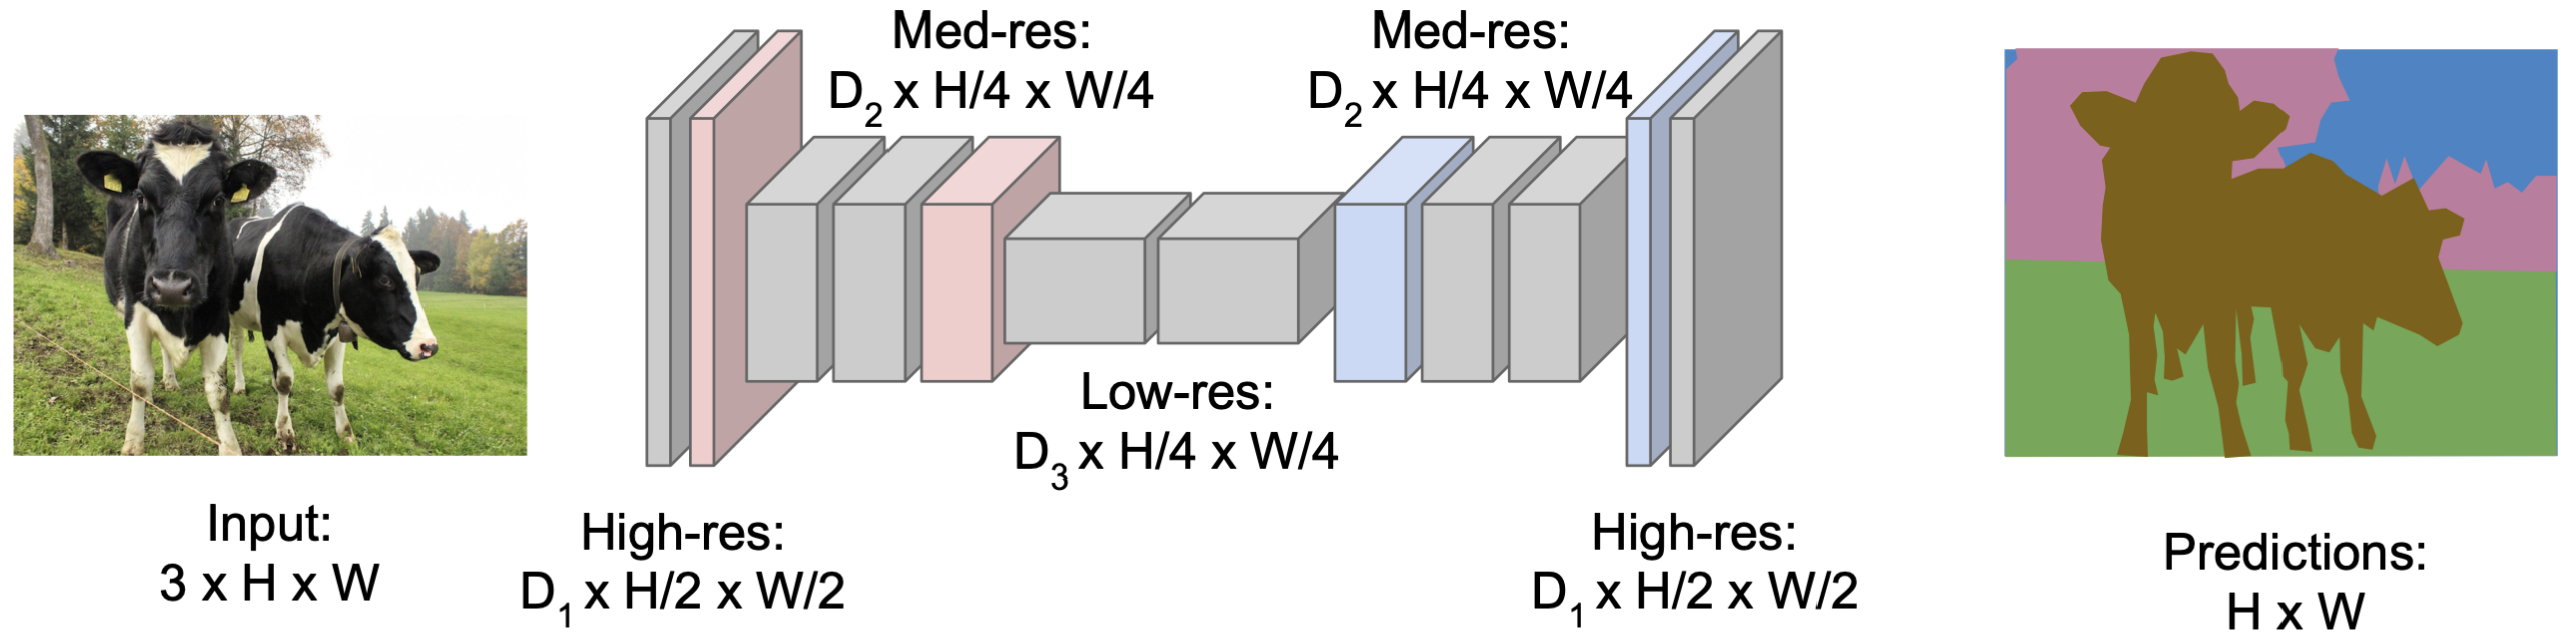 Med-res:
D₂ x H/4 x W/4
Med-res:
D₂ x H/4 x W/4
Low-res:
D₃ x H/4 x W/4
Input:
3 x H x W
High-res:
D₁ x H/2 x W/2
High-res:
D₁ x H/2 x W/2
Predictions:
H x W